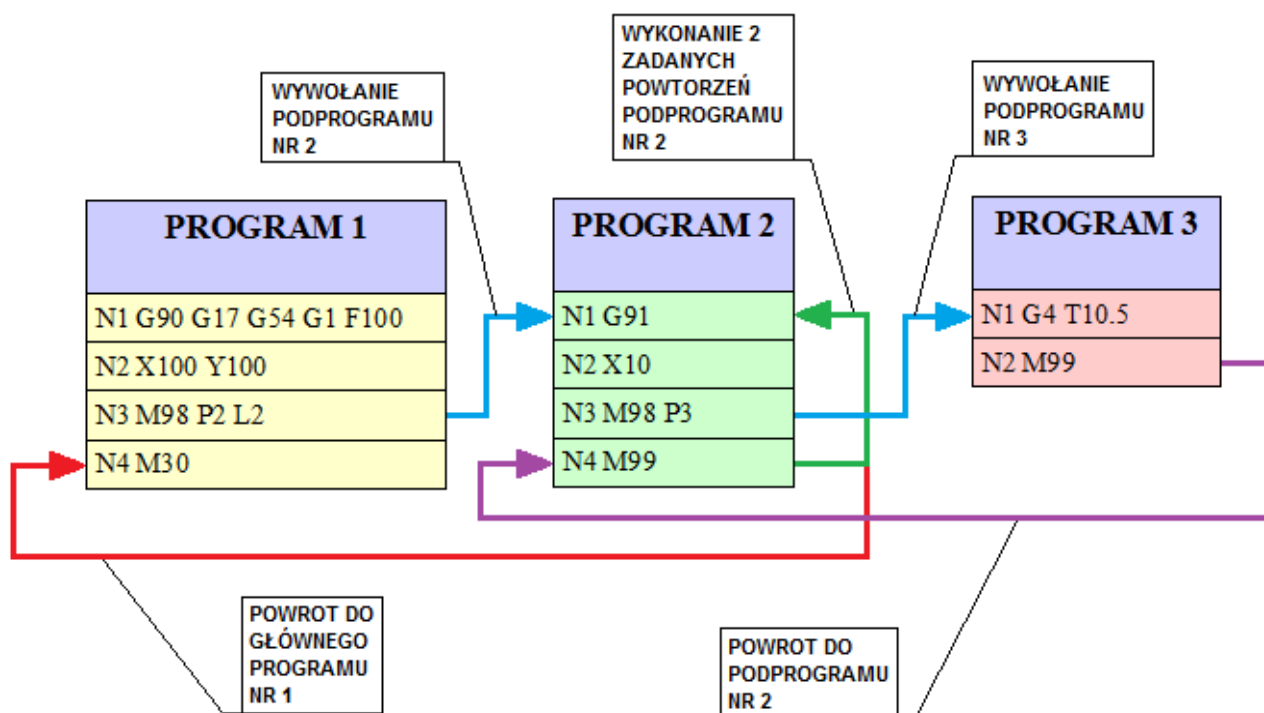 WYWOŁANIE
PODPROGRAMU
NR 2
WYKONANIE 2
ZADANYCH
POWTORZEŃ
PODPROGRAMU
NR 2
WYWOŁANIE
PODPROGRAMU
NR 3
PROGRAM 1
N1 G90 G17 G54 G1 F100
N2 X100 Y100
N3 M98 P2 L2
N4 M30
PROGRAM 2
N1 G91
N2 X10
N3 M98 P3
N4 M99
PROGRAM 3
N1 G4 T10.5
N2 M99
POWROT DO
GŁÓWNEGO
PROGRAMU
NR 1
POWROT DO
PODPROGRAMU
NR 2